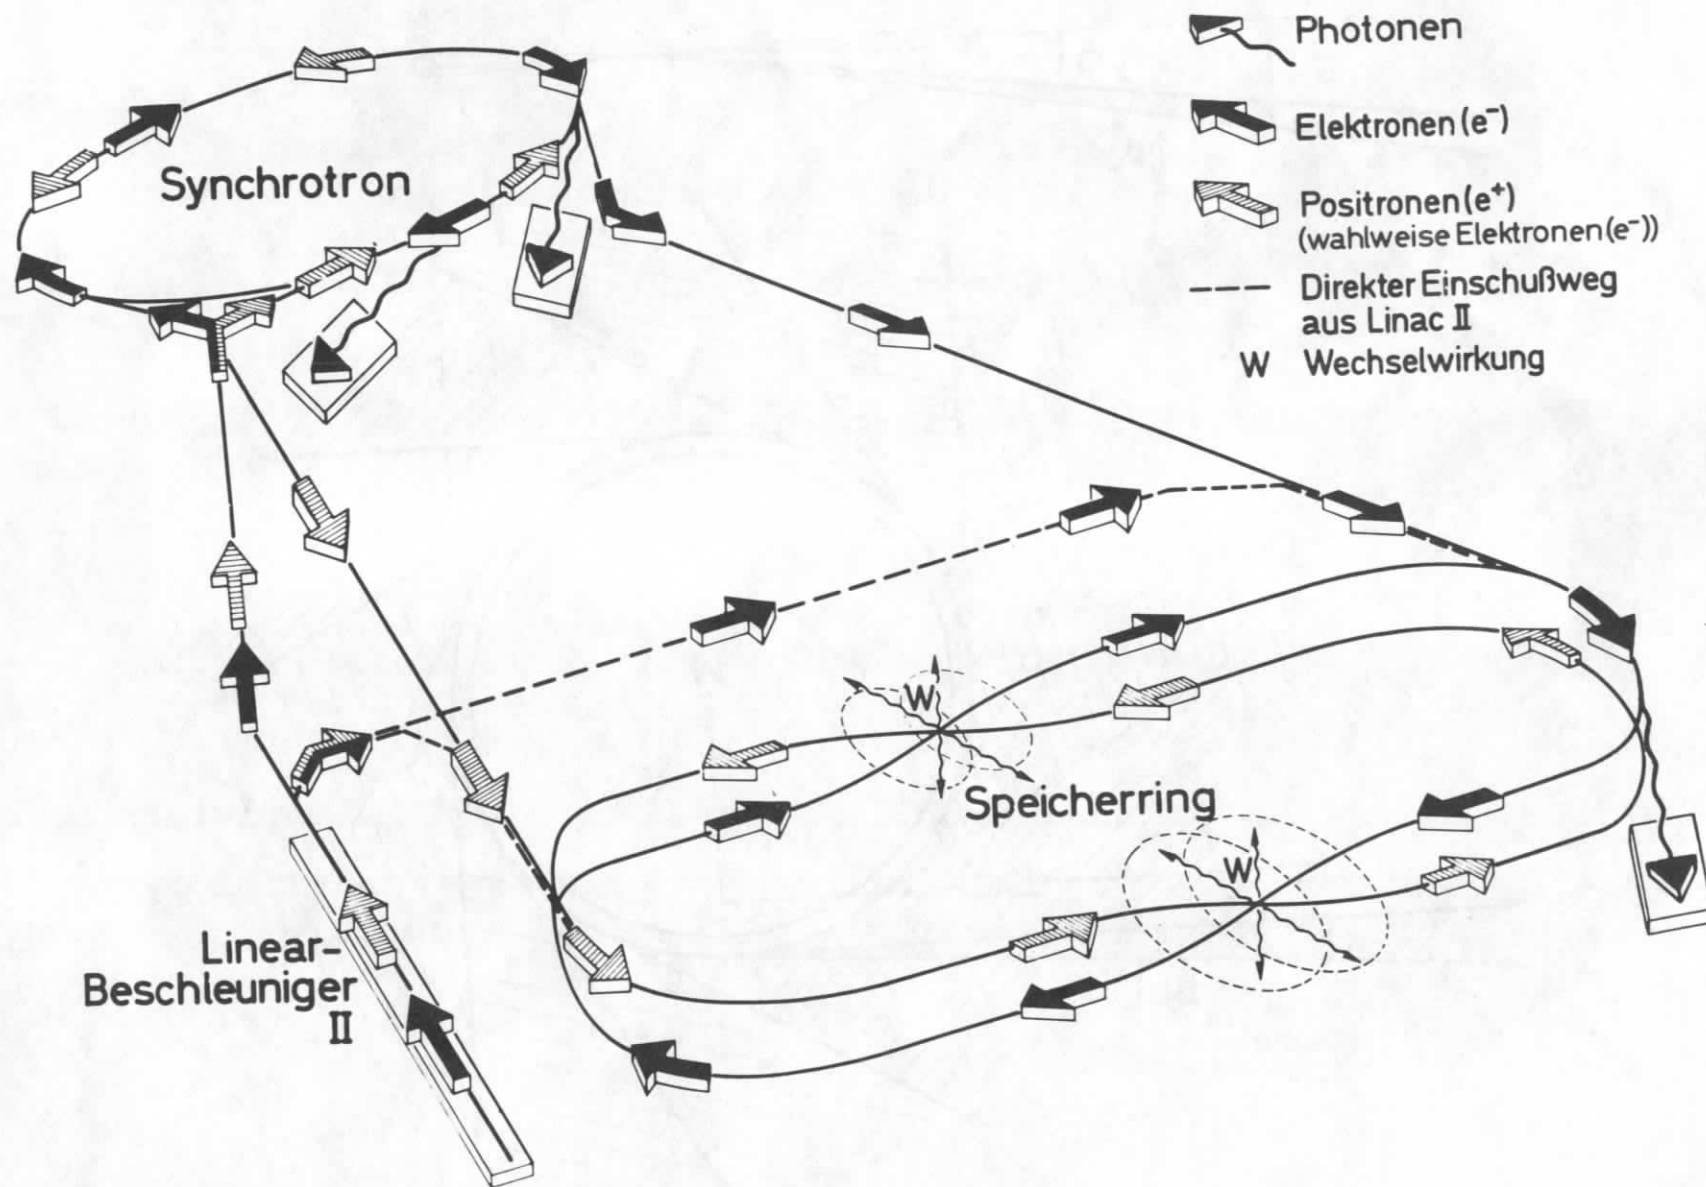 Photonen
Elektronen (e⁻)
Positronen (e⁺)
(wahlweise Elektronen (e⁻))
Direkter Einschußweg
aus Linac II
W Wechselwirkung
Synchrotron
W
Speicherring
W
Linear-
Beschleuniger
II